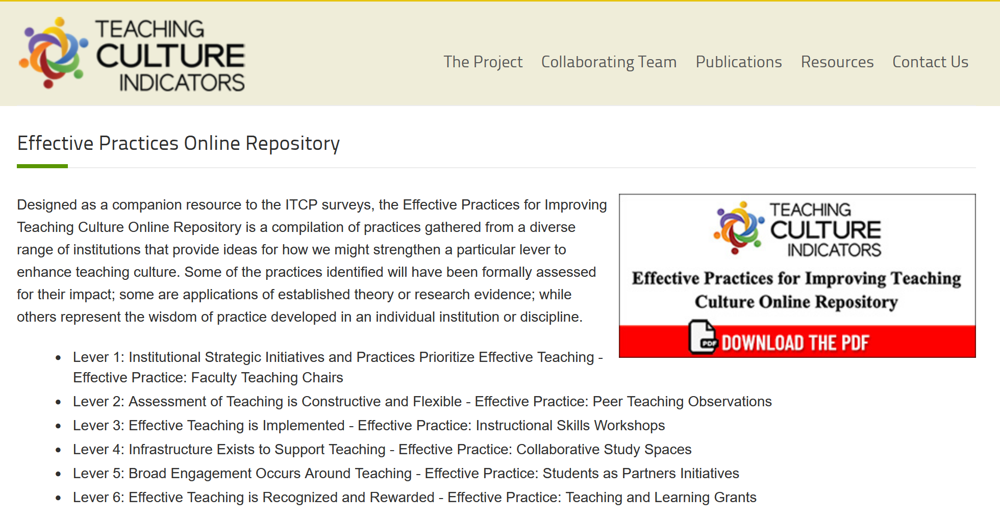 TEACHING
CULTURE
INDICATORS
The Project Collaborating Team Publications Resources Contact Us
Effective Practices Online Repository
Designed as a companion resource to the ITCP surveys, the Effective Practices for Improving
Teaching Culture Online Repository is a compilation of practices gathered from a diverse
range of institutions that provide ideas for how we might strengthen a particular lever to
enhance teaching culture. Some of the practices identified will have been formally assessed
for their impact; some are applications of established theory or research evidence; while
others represent the wisdom of practice developed in an individual institution or discipline.
TEACHING
CULTURE
INDICATORS
Effective Practices for Improving Teaching
Culture Online Repository
PDF DOWNLOAD THE PDF
• Lever 1: Institutional Strategic Initiatives and Practices Prioritize Effective Teaching -
Effective Practice: Faculty Teaching Chairs
• Lever 2: Assessment of Teaching is Constructive and Flexible - Effective Practice: Peer Teaching Observations
• Lever 3: Effective Teaching is Implemented - Effective Practice: Instructional Skills Workshops
• Lever 4: Infrastructure Exists to Support Teaching - Effective Practice: Collaborative Study Spaces
• Lever 5: Broad Engagement Occurs Around Teaching - Effective Practice: Students as Partners Initiatives
• Lever 6: Effective Teaching is Recognized and Rewarded - Effective Practice: Teaching and Learning Grants